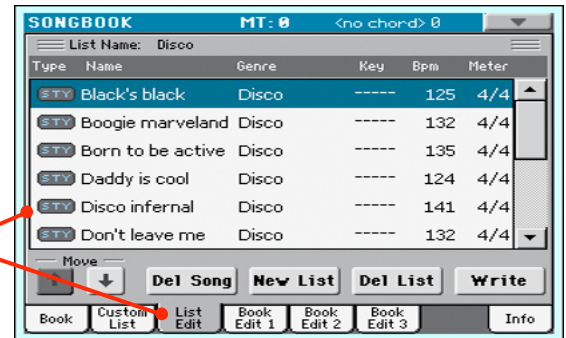 SONGBOOK MT: 0 <no chord> 0
List Name: Disco
Type Name Genre Key Bpm Meter
STY Black's black Disco ----- 125 4/4
STY Boogie marveland Disco ----- 132 4/4
STY Born to be active Disco ----- 135 4/4
STY Daddy is cool Disco ----- 124 4/4
STY Disco infernal Disco ----- 141 4/4
STY Don't leave me Disco ----- 132 4/4
Move
Del Song New List Del List Write
Book Custom List List Edit Book Edit 1 Book Edit 2 Book Edit 3 Info